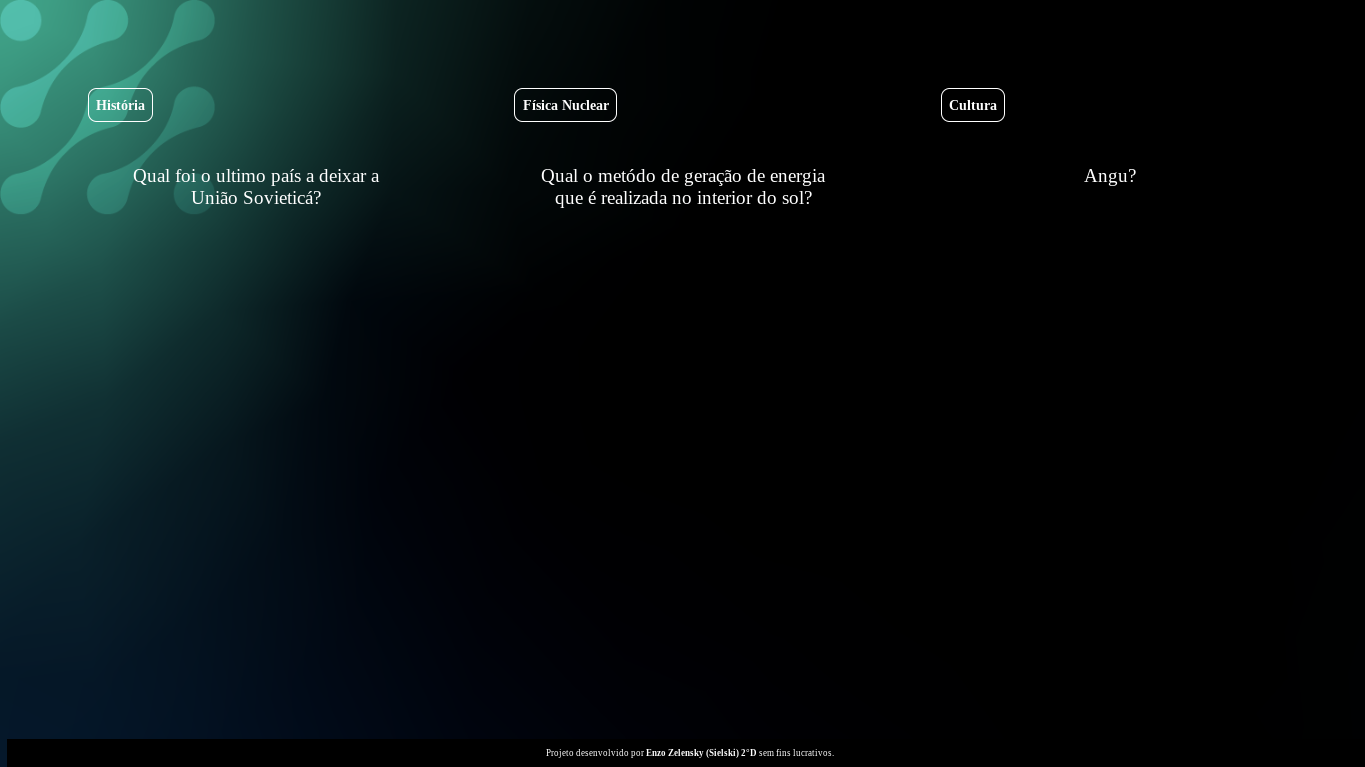 História
Qual foi o ultimo país a deixar a
União Sovieticá?
Física Nuclear
Qual o metódo de geração de energia
que é realizada no interior do sol?
Cultura
Angu?
Projeto desenvolvido por Enzo Zelensky (Sielski) 2°D sem fins lucrativos.